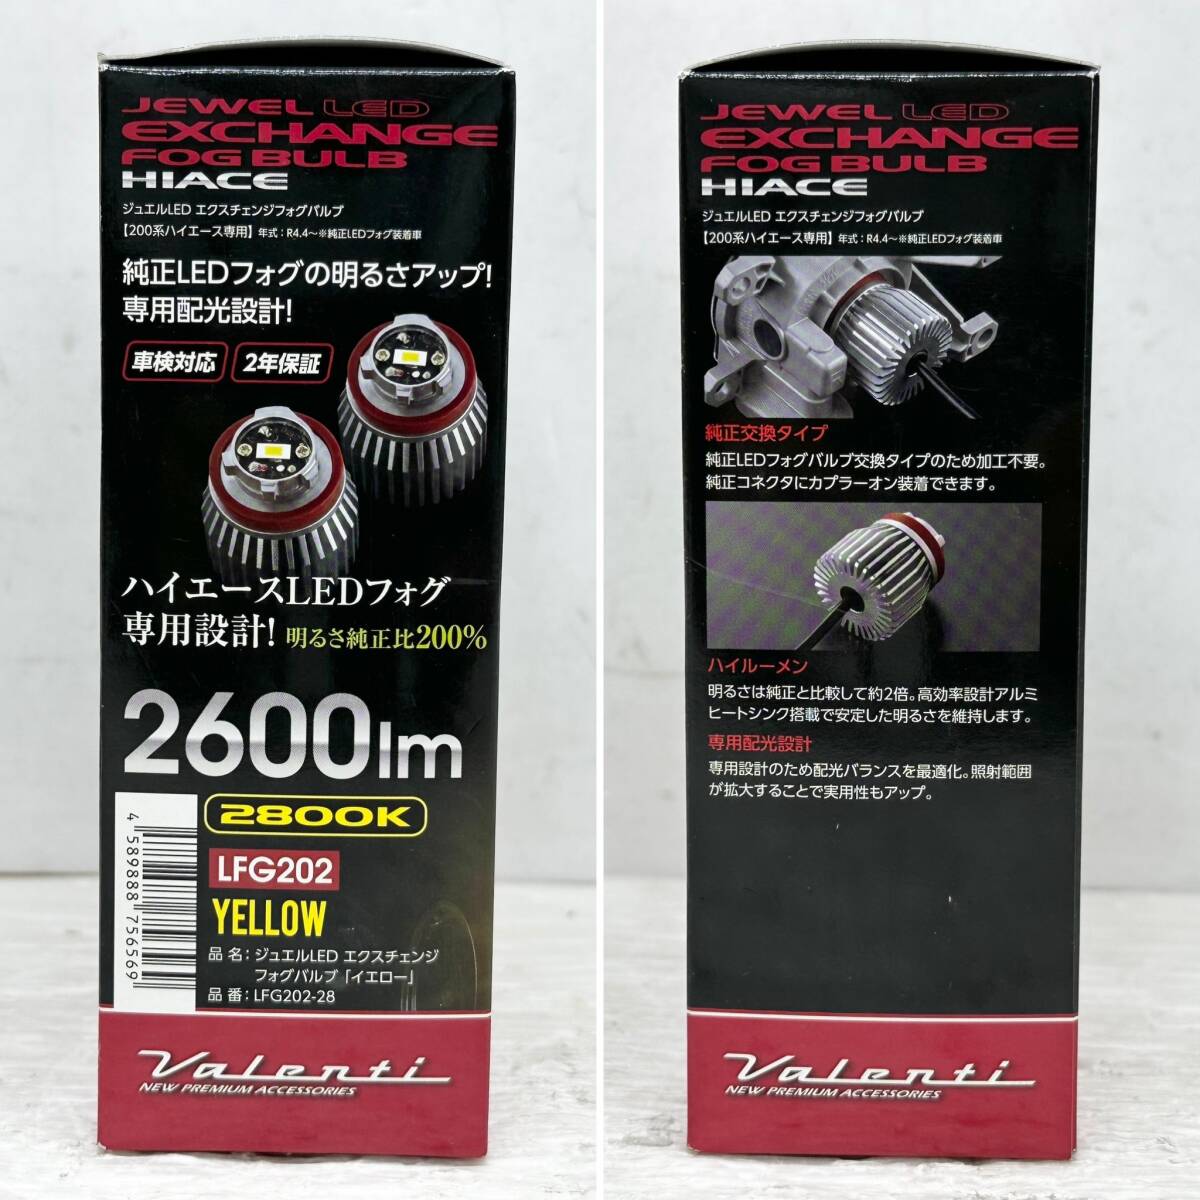 JEWEL LED
EXCHANGE
FOG BULB
HIACE
ジュエルLED エクスチェンジフォグバルブ
【200系ハイエース専用】年式：R4.4～※純正LEDフォグ装着車
純正LEDフォグの明るさアップ!
専用配光設計!
車検対応 2年保証
ハイエースLEDフォグ
専用設計! 明るさ純正比200%
2600lm
2800K
LFG202
YELLOW
品 名：ジュエルLED エクスチェンジ
フォグバルブ「イエロー」
品 番：LFG202-28
4 589888 756569
Valenti
NEW PREMIUM ACCESSORIES
JEWEL LED
EXCHANGE
FOG BULB
HIACE
ジュエルLED エクスチェンジフォグバルブ
【200系ハイエース専用】年式：R4.4～※純正LEDフォグ装着車
純正交換タイプ
純正LEDフォグバルブ交換タイプのため加工不要。
純正コネクタにカプラーオン装着できます。
ハイルーメン
明るさは純正と比較して約2倍。高効率設計アルミ
ヒートシンク搭載で安定した明るさを維持します。
専用配光設計
専用設計のため配光バランスを最適化。照射範囲
が拡大することで実用性もアップ。
Valenti
NEW PREMIUM ACCESSORIES